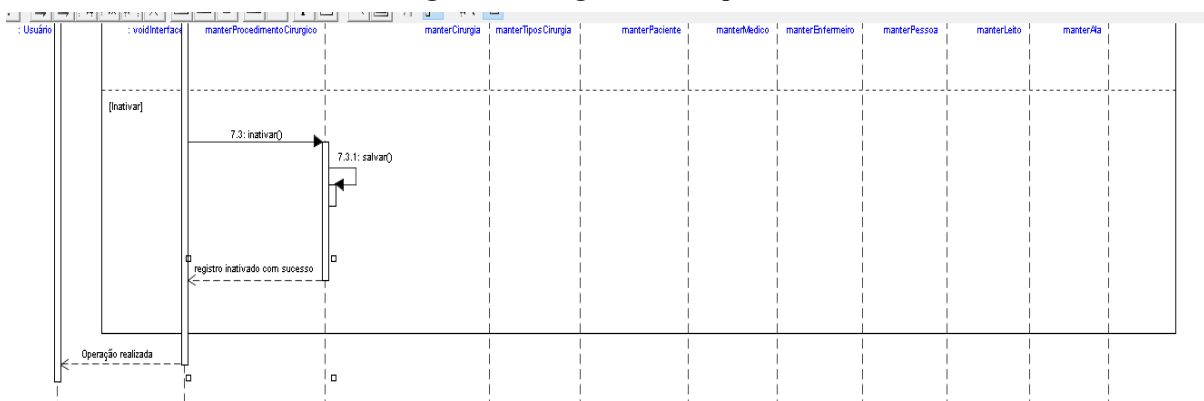 : Usuário
: voidInterface
manterProcedimentoCirurgico
manterCirurgia
manterTiposCirurgia
manterPaciente
manterMedico
manterEnfermeiro
manterPessoa
manterLeito
manterAla
[Inativar]
7.3: inativar()
7.3.1: salvar()
registro inativado com sucesso
Operação realizada